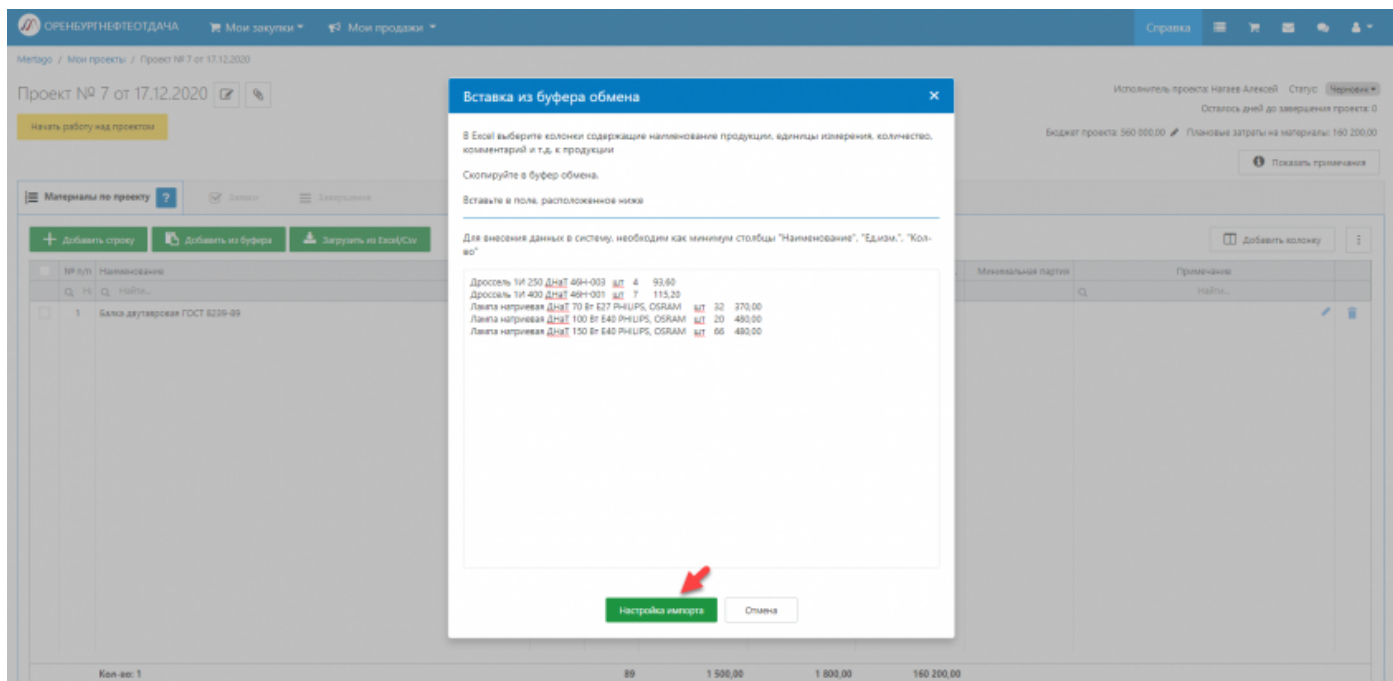 ОРЕНБУРГНЕФТЕОТДАЧА Мои закупки Мои продажи Справка
Mertago / Мои проекты / Проект № 7 от 17.12.2020
Проект № 7 от 17.12.2020
Исполнитель проекта: Нагаев Алексей Статус: Черновик
Начать работу над проектом
Осталось дней до завершения проекта: 0
Бюджет проекта: 560 000,00 Плановые затраты на материалы: 160 200,00
Показать примечания
Материалы по проекту ? Заявки Завершение
Добавить строку Добавить из буфера Загрузить из Excel/Csv Добавить колонку
№ п/п Наименование Минимальная партия Примечание
Н Найти... Найти...
1 Балка двутавровая ГОСТ 8239-89
Вставка из буфера обмена
В Excel выберите колонки содержащие наименование продукции, единицы измерения, количество,
комментарий и т.д. к продукции
Скопируйте в буфер обмена.
Вставьте в поле, расположенное ниже
Для внесения данных в систему, необходим как минимум столбцы "Наименование", "Ед.изм.", "Кол-
во"
Дроссель 1И 250 ДНаТ 46Н-003 шт 4 93,60
Дроссель 1И 400 ДНаТ 46Н-001 шт 7 115,20
Лампа натриевая ДНаТ 70 Вт Е27 PHILIPS, OSRAM шт 32 370,00
Лампа натриевая ДНаТ 100 Вт Е40 PHILIPS, OSRAM шт 20 480,00
Лампа натриевая ДНаТ 150 Вт Е40 PHILIPS, OSRAM шт 66 480,00
Настройка импорта Отмена
Кол-во: 1 89 1 500,00 1 800,00 160 200,00